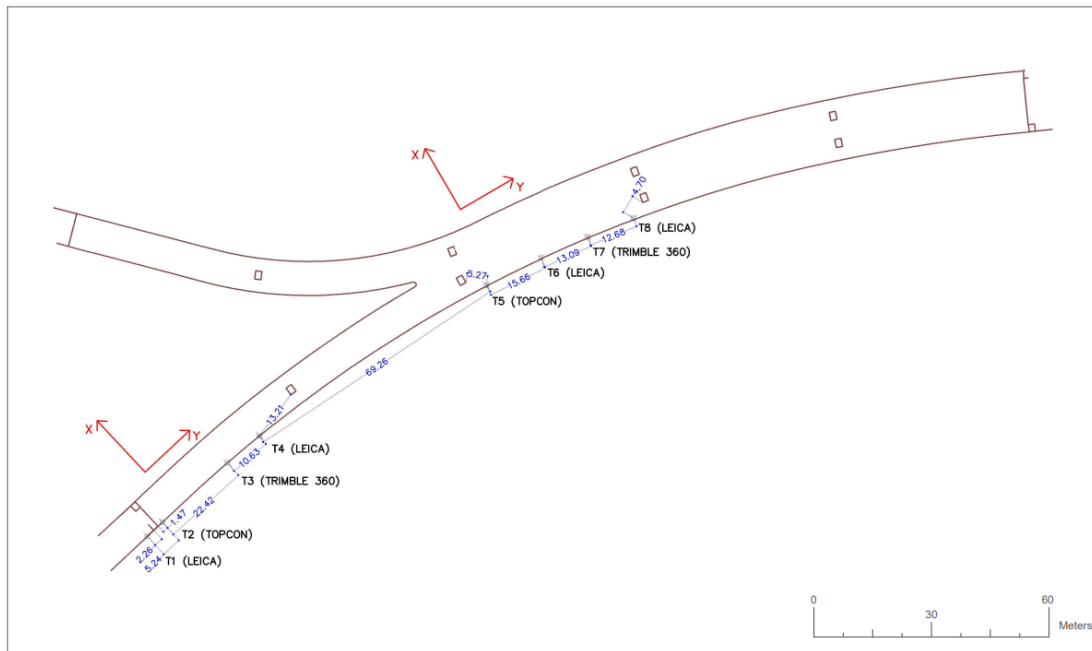 X
Y
4.70
T8 (LEICA)
12.68
T7 (TRIMBLE 360)
13.09
T6 (LEICA)
15.66
5.27
T5 (TOPCON)
69.26
13.21
X
Y
T4 (LEICA)
10.63
T3 (TRIMBLE 360)
22.42
1.47
T2 (TOPCON)
2.26
5.24
T1 (LEICA)
0
60
30
Meters